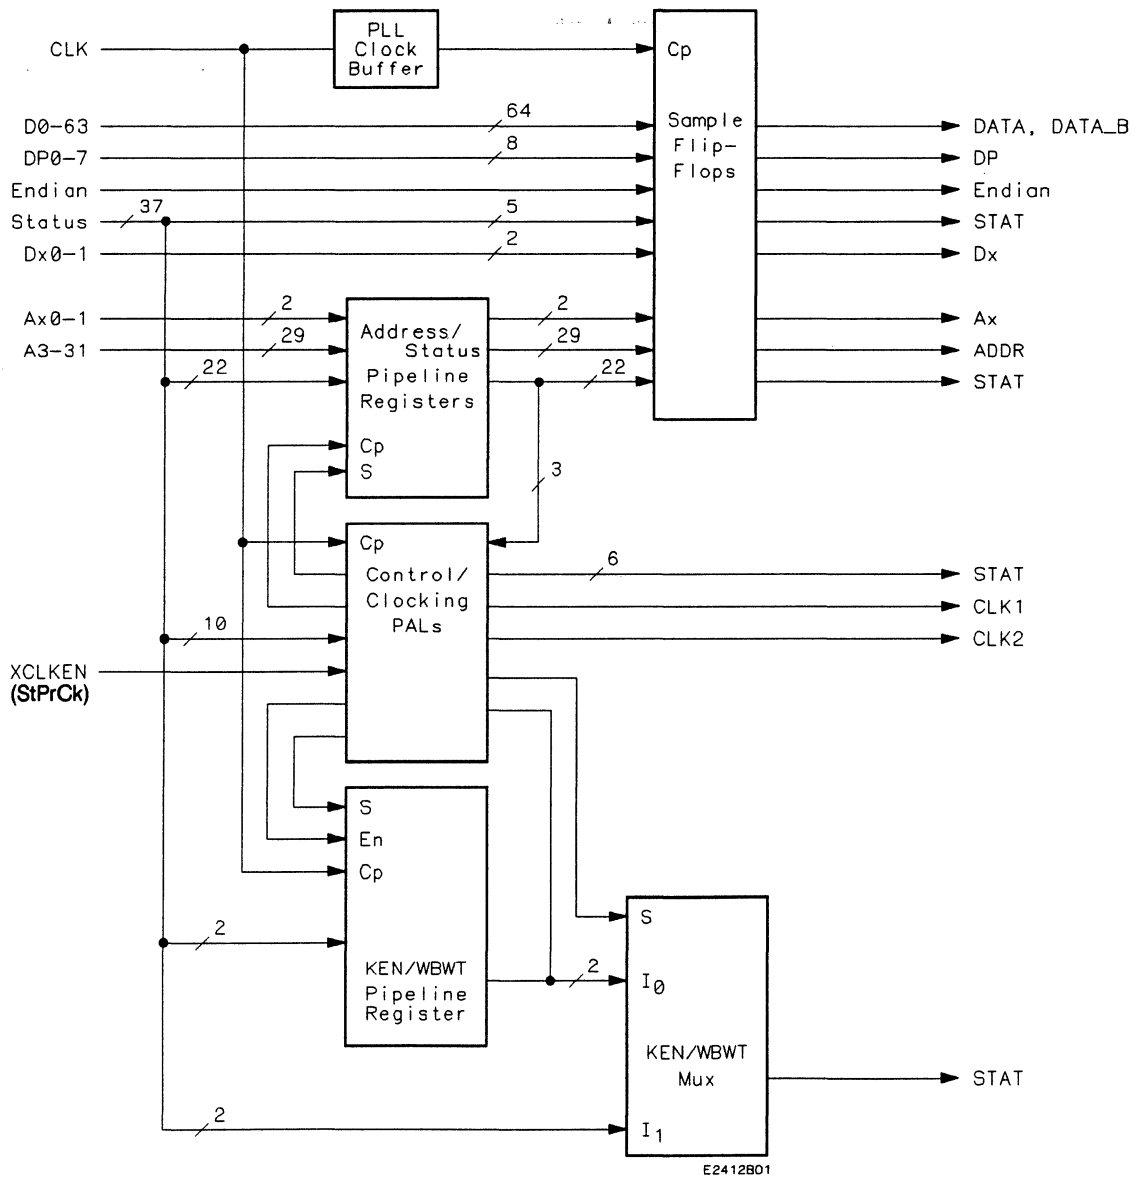 CLK
PLL
Clock
Buffer
Cp
D0-63
64
Sample
DATA, DATA_B
DP0-7
8
Flip-
DP
Endian
Flops
Endian
Status
37
5
STAT
Dx0-1
2
Dx
Ax0-1
2
Address/
2
Ax
A3-31
29
Status
29
ADDR
22
Pipeline
22
STAT
Registers
Cp
S
3
Cp
Control/
6
STAT
Clocking
CLK1
10
PALs
CLK2
XCLKEN
(StPrCk)
S
En
Cp
S
2
KEN/WBWT
2
I0
Pipeline
Register
KEN/WBWT
Mux
STAT
2
I1
E2412B01